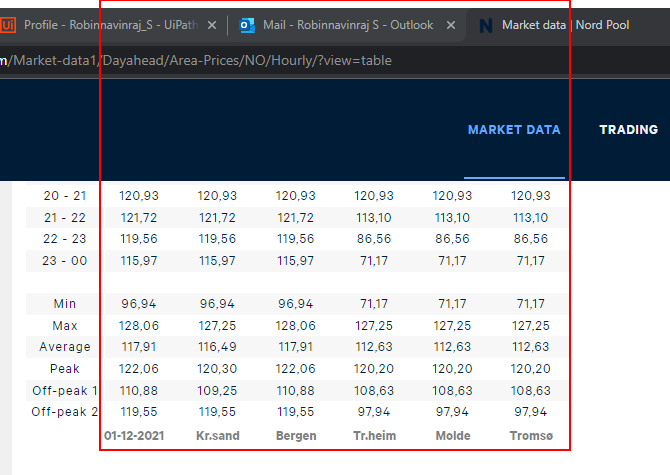 Profile - Robinnavinraj_S - UiPath
Mail - Robinnavinraj S - Outlook
Market data | Nord Pool
m/Market-data1/Dayahead/Area-Prices/NO/Hourly/?view=table
MARKET DATA TRADING
20 - 21 120,93 120,93 120,93 120,93 120,93 120,93
21 - 22 121,72 121,72 121,72 113,10 113,10 113,10
22 - 23 119,56 119,56 119,56 86,56 86,56 86,56
23 - 00 115,97 115,97 115,97 71,17 71,17 71,17
Min 96,94 96,94 96,94 71,17 71,17 71,17
Max 128,06 127,25 128,06 127,25 127,25 127,25
Average 117,91 116,49 117,91 112,63 112,63 112,63
Peak 122,06 120,30 122,06 120,20 120,20 120,20
Off-peak 1 110,88 109,25 110,88 108,63 108,63 108,63
Off-peak 2 119,55 119,55 119,55 97,94 97,94 97,94
01-12-2021 Kr.sand Bergen Tr.heim Molde Tromsø